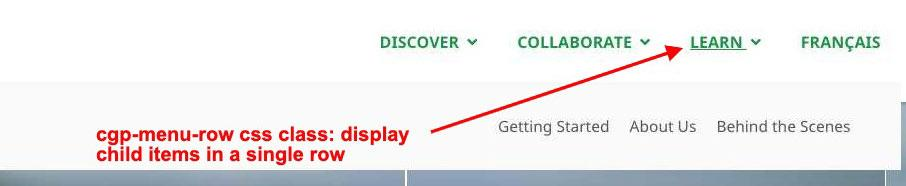 DISCOVER COLLABORATE LEARN FRANÇAIS
Getting Started About Us Behind the Scenes
cgp-menu-row css class: display
child items in a single row